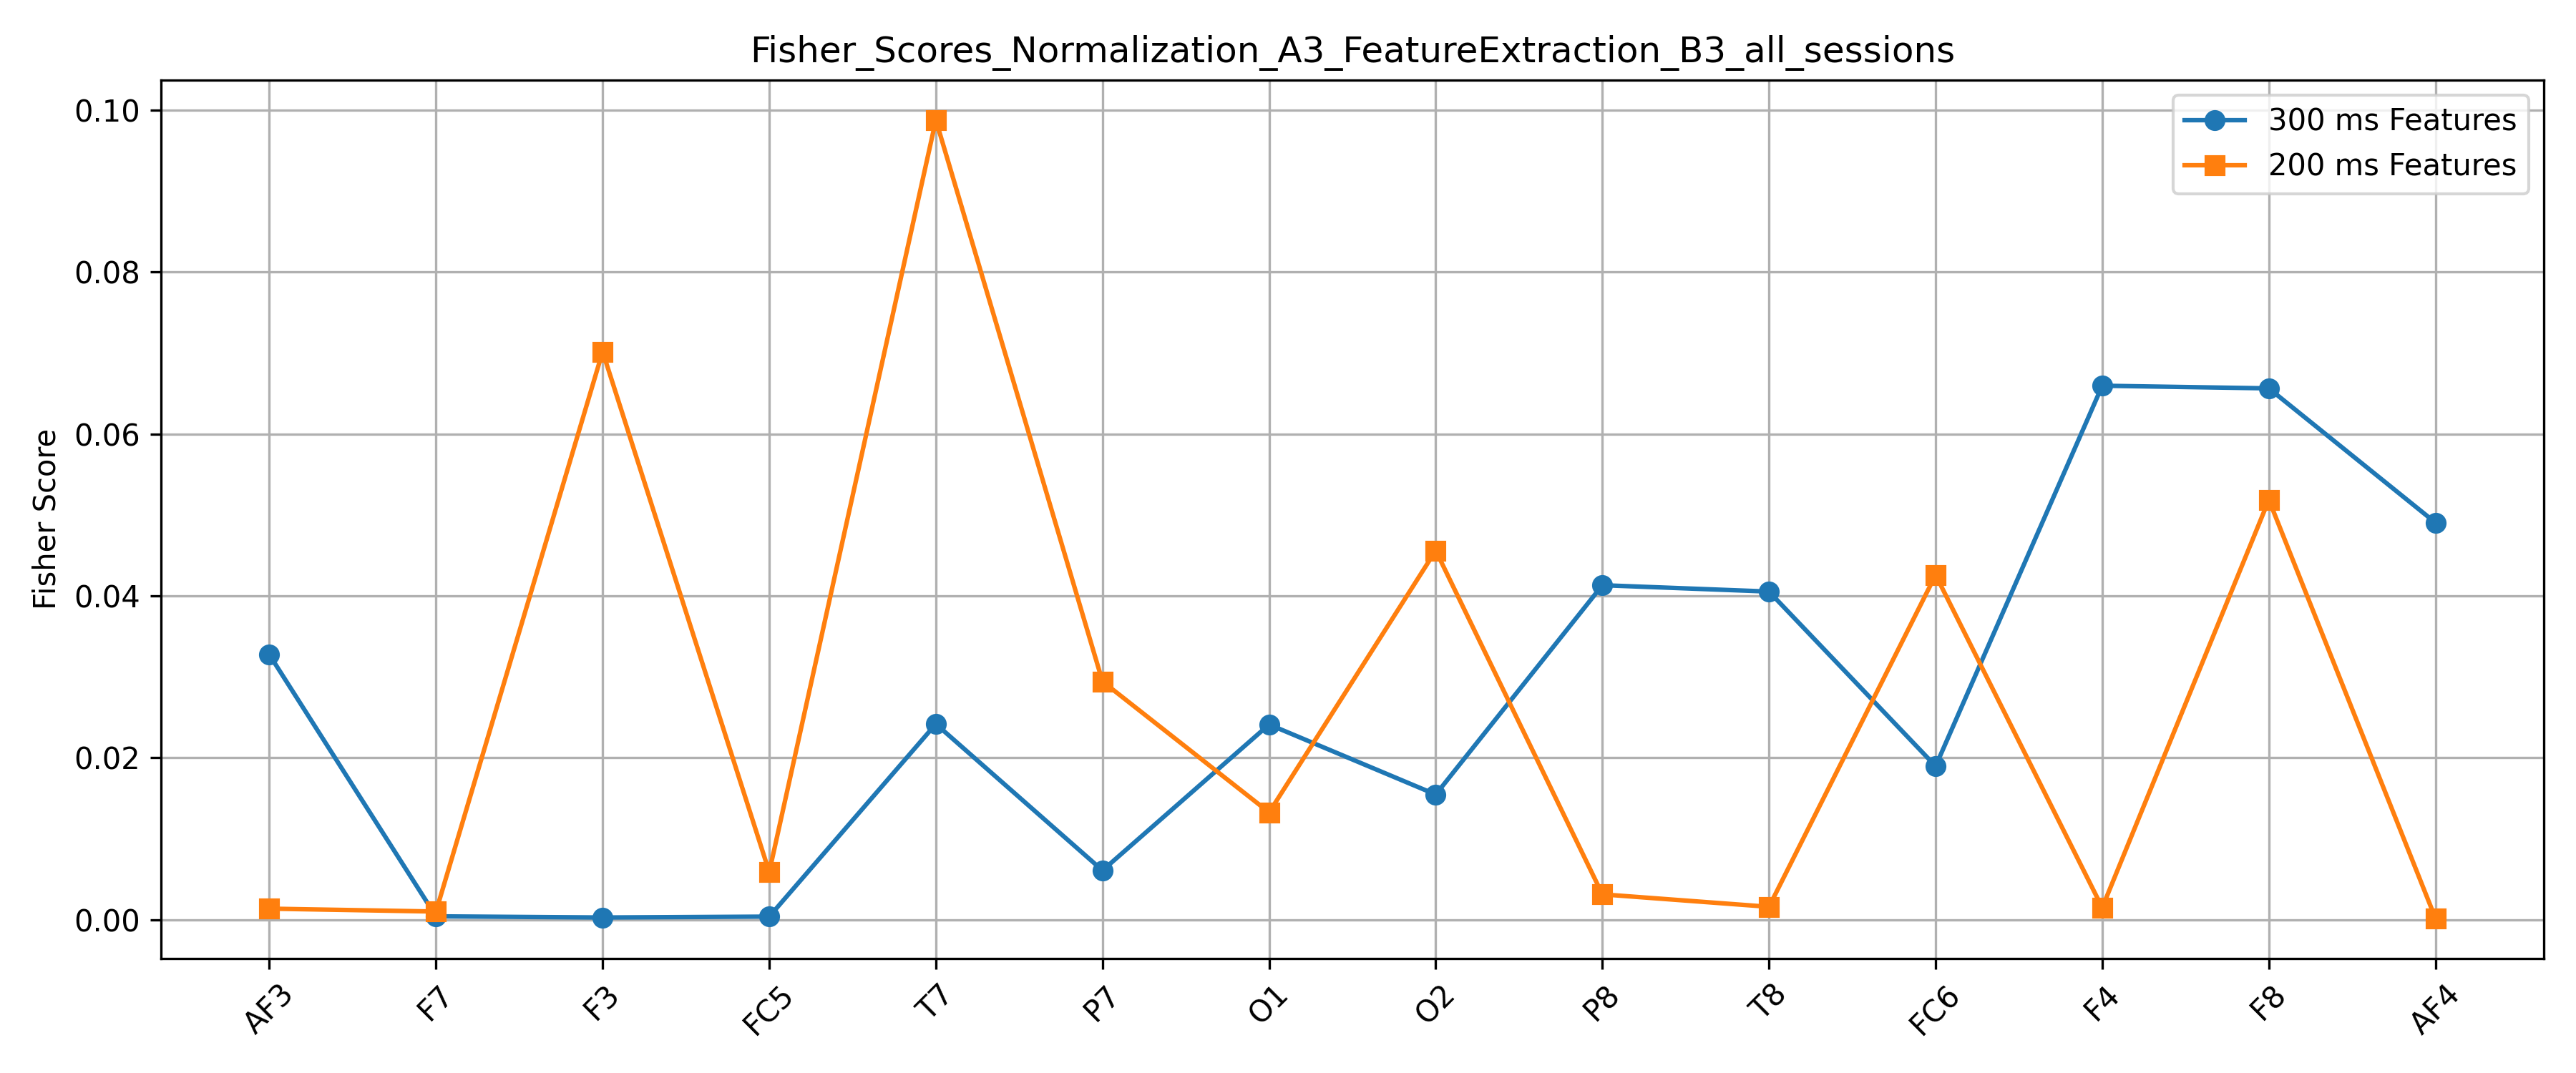 Fisher_Scores_Normalization_A3_FeatureExtraction_B3_all_sessions
300 ms Features
200 ms Features
Fisher Score
0.10
0.08
0.06
0.04
0.02
0.00
AF3 F7 F3 FC5 T7 P7 O1 O2 P8 T8 FC6 F4 F8 AF4